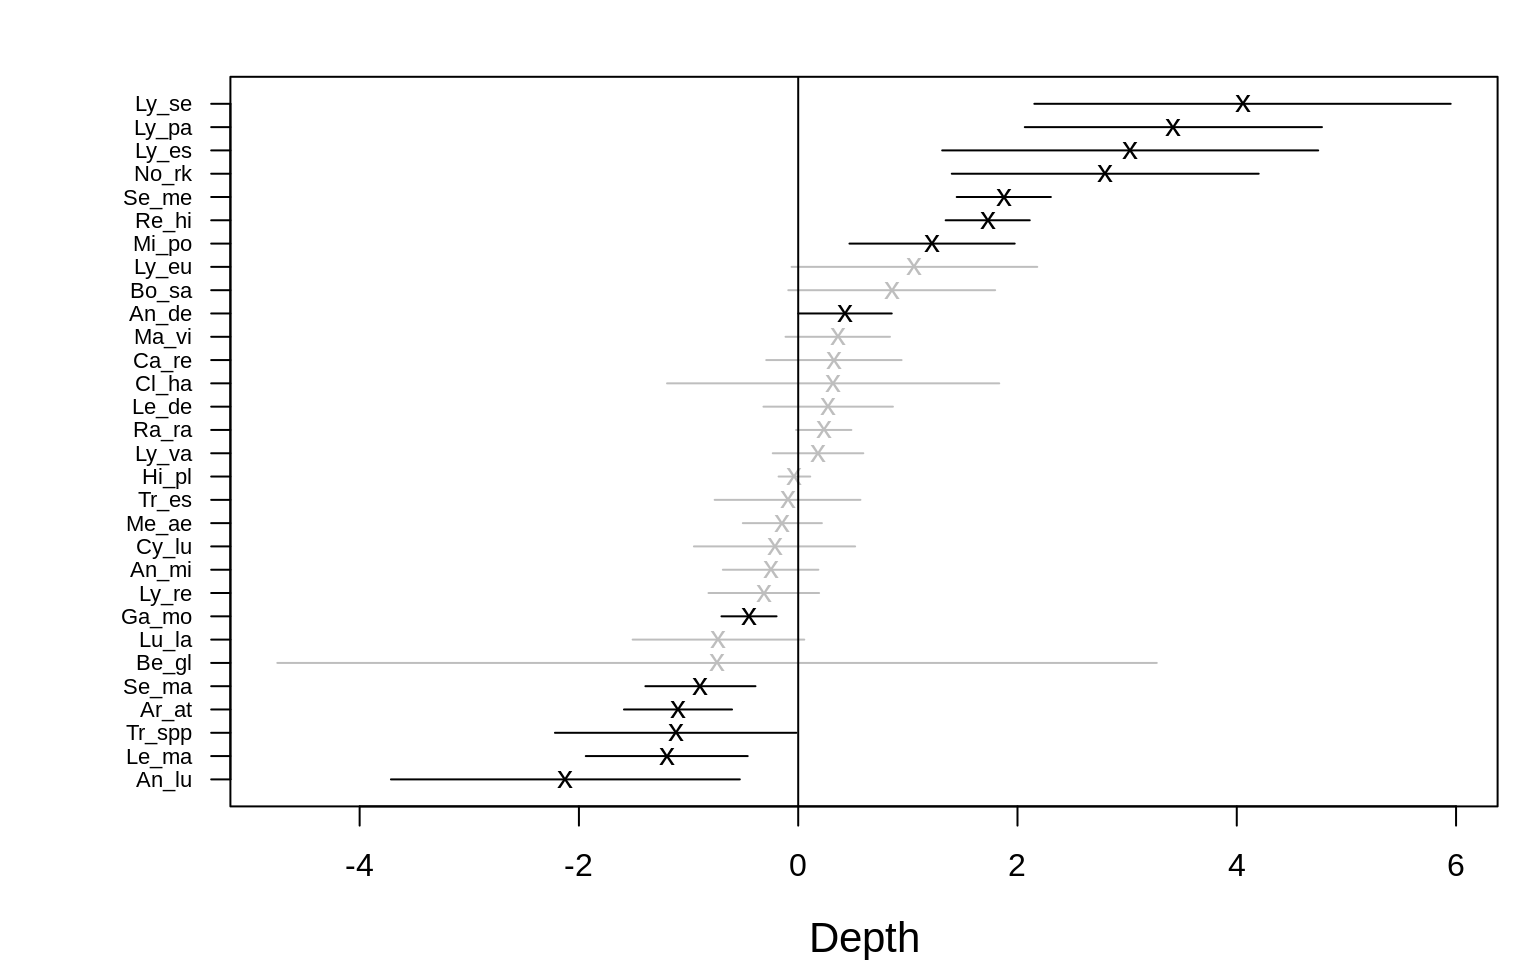 Ly_se
Ly_pa
Ly_es
No_rk
Se_me
Re_hi
Mi_po
Ly_eu
Bo_sa
An_de
Ma_vi
Ca_re
Cl_ha
Le_de
Ra_ra
Ly_va
Hi_pl
Tr_es
Me_ae
Cy_lu
An_mi
Ly_re
Ga_mo
Lu_la
Be_gl
Se_ma
Ar_at
Tr_spp
Le_ma
An_lu
-4 -2 0 2 4 6
Depth